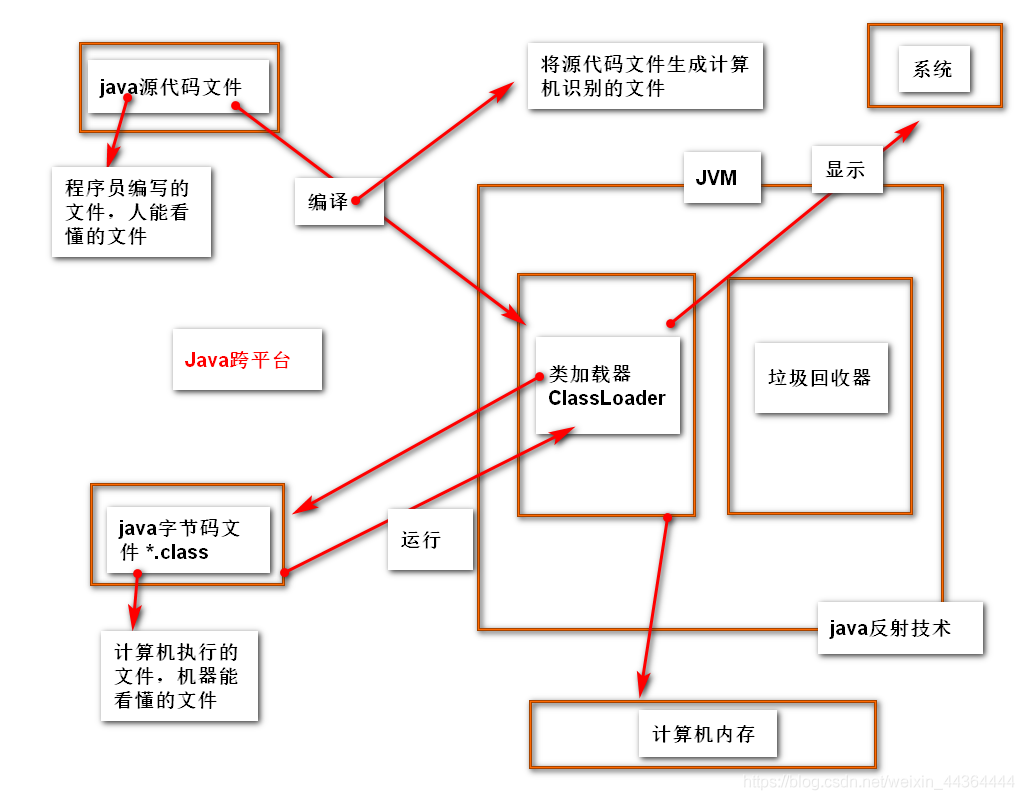 java源代码文件
将源代码文件生成计算
机识别的文件
系统
程序员编写的
文件，人能看
懂的文件
编译
JVM
显示
Java跨平台
类加载器
ClassLoader
垃圾回收器
java字节码文
件 *.class
运行
java反射技术
计算机执行的
文件，机器能
看懂的文件
计算机内存
https://blog.csdn.net/weixin_44364444